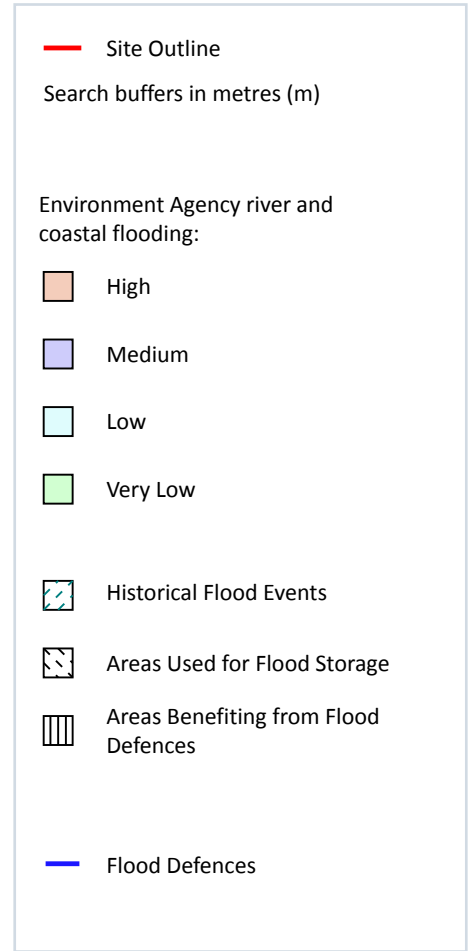 Site Outline
Search buffers in metres (m)
Environment Agency river and
coastal flooding:
High
Medium
Low
Very Low
Historical Flood Events
Areas Used for Flood Storage
Areas Benefiting from Flood
Defences
Flood Defences